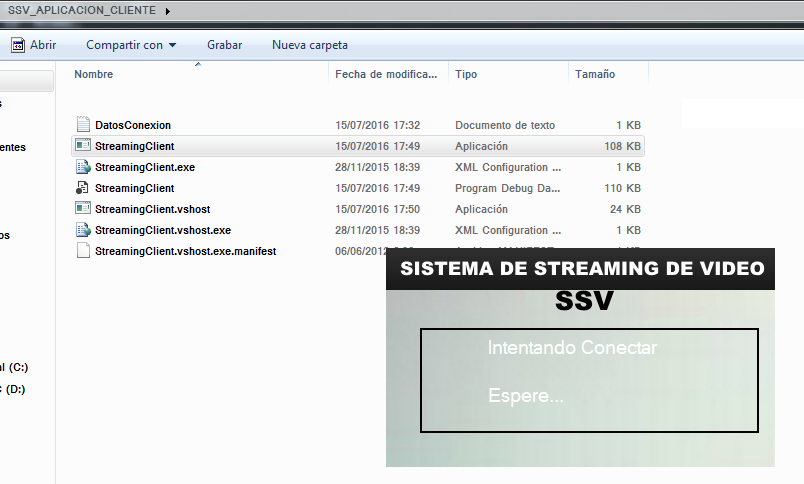 SSV_APLICACION_CLIENTE
Abrir Compartir con Grabar Nueva carpeta
Nombre Fecha de modifica... Tipo Tamaño
DatosConexion 15/07/2016 17:32 Documento de texto 1 KB
StreamingClient 15/07/2016 17:49 Aplicación 108 KB
StreamingClient.exe 28/11/2015 18:39 XML Configuration ... 1 KB
StreamingClient 15/07/2016 17:49 Program Debug Da... 110 KB
StreamingClient.vshost 15/07/2016 17:50 Aplicación 24 KB
StreamingClient.vshost.exe 28/11/2015 18:39 XML Configuration ... 1 KB
StreamingClient.vshost.exe.manifest 06/06/2012
entes
os
l (C:)
(D:)
SISTEMA DE STREAMING DE VIDEO
SSV
Intentando Conectar
Espere...